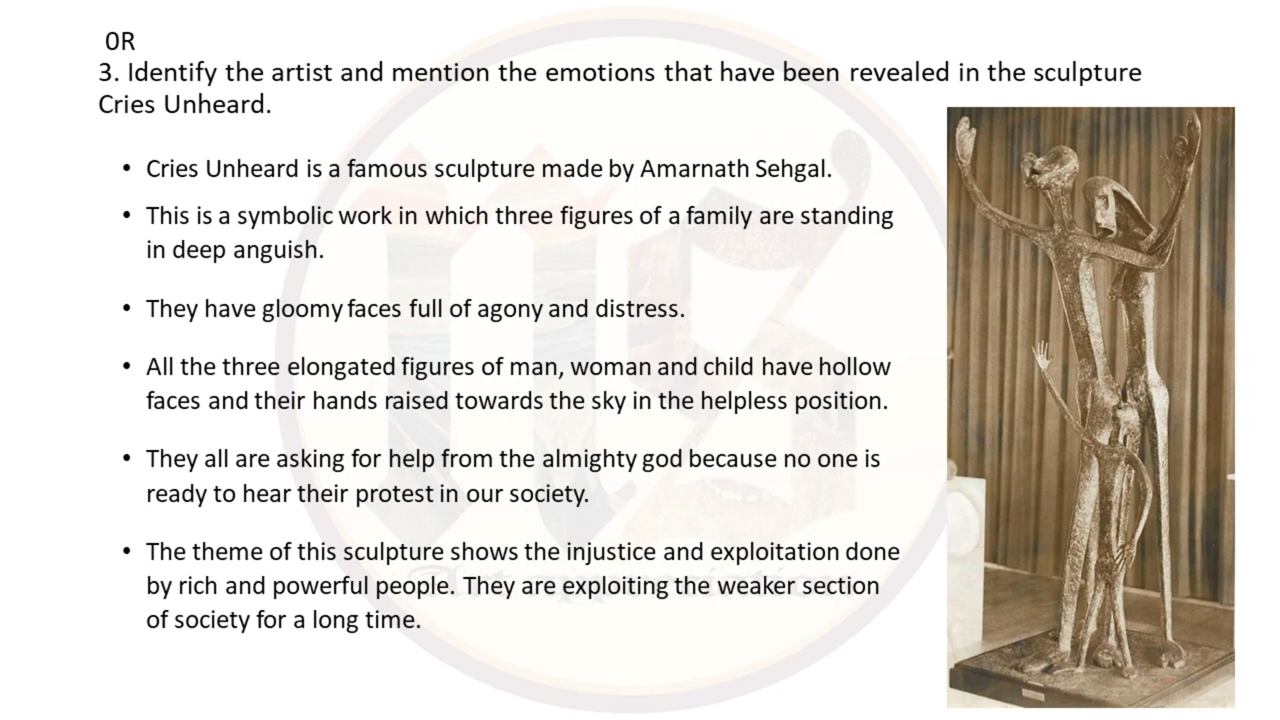 OR
3. Identify the artist and mention the emotions that have been revealed in the sculpture
Cries Unheard.
• Cries Unheard is a famous sculpture made by Amarnath Sehgal.
• This is a symbolic work in which three figures of a family are standing
in deep anguish.
• They have gloomy faces full of agony and distress.
• All the three elongated figures of man, woman and child have hollow
faces and their hands raised towards the sky in the helpless position.
• They all are asking for help from the almighty god because no one is
ready to hear their protest in our society.
• The theme of this sculpture shows the injustice and exploitation done
by rich and powerful people. They are exploiting the weaker section
of society for a long time.